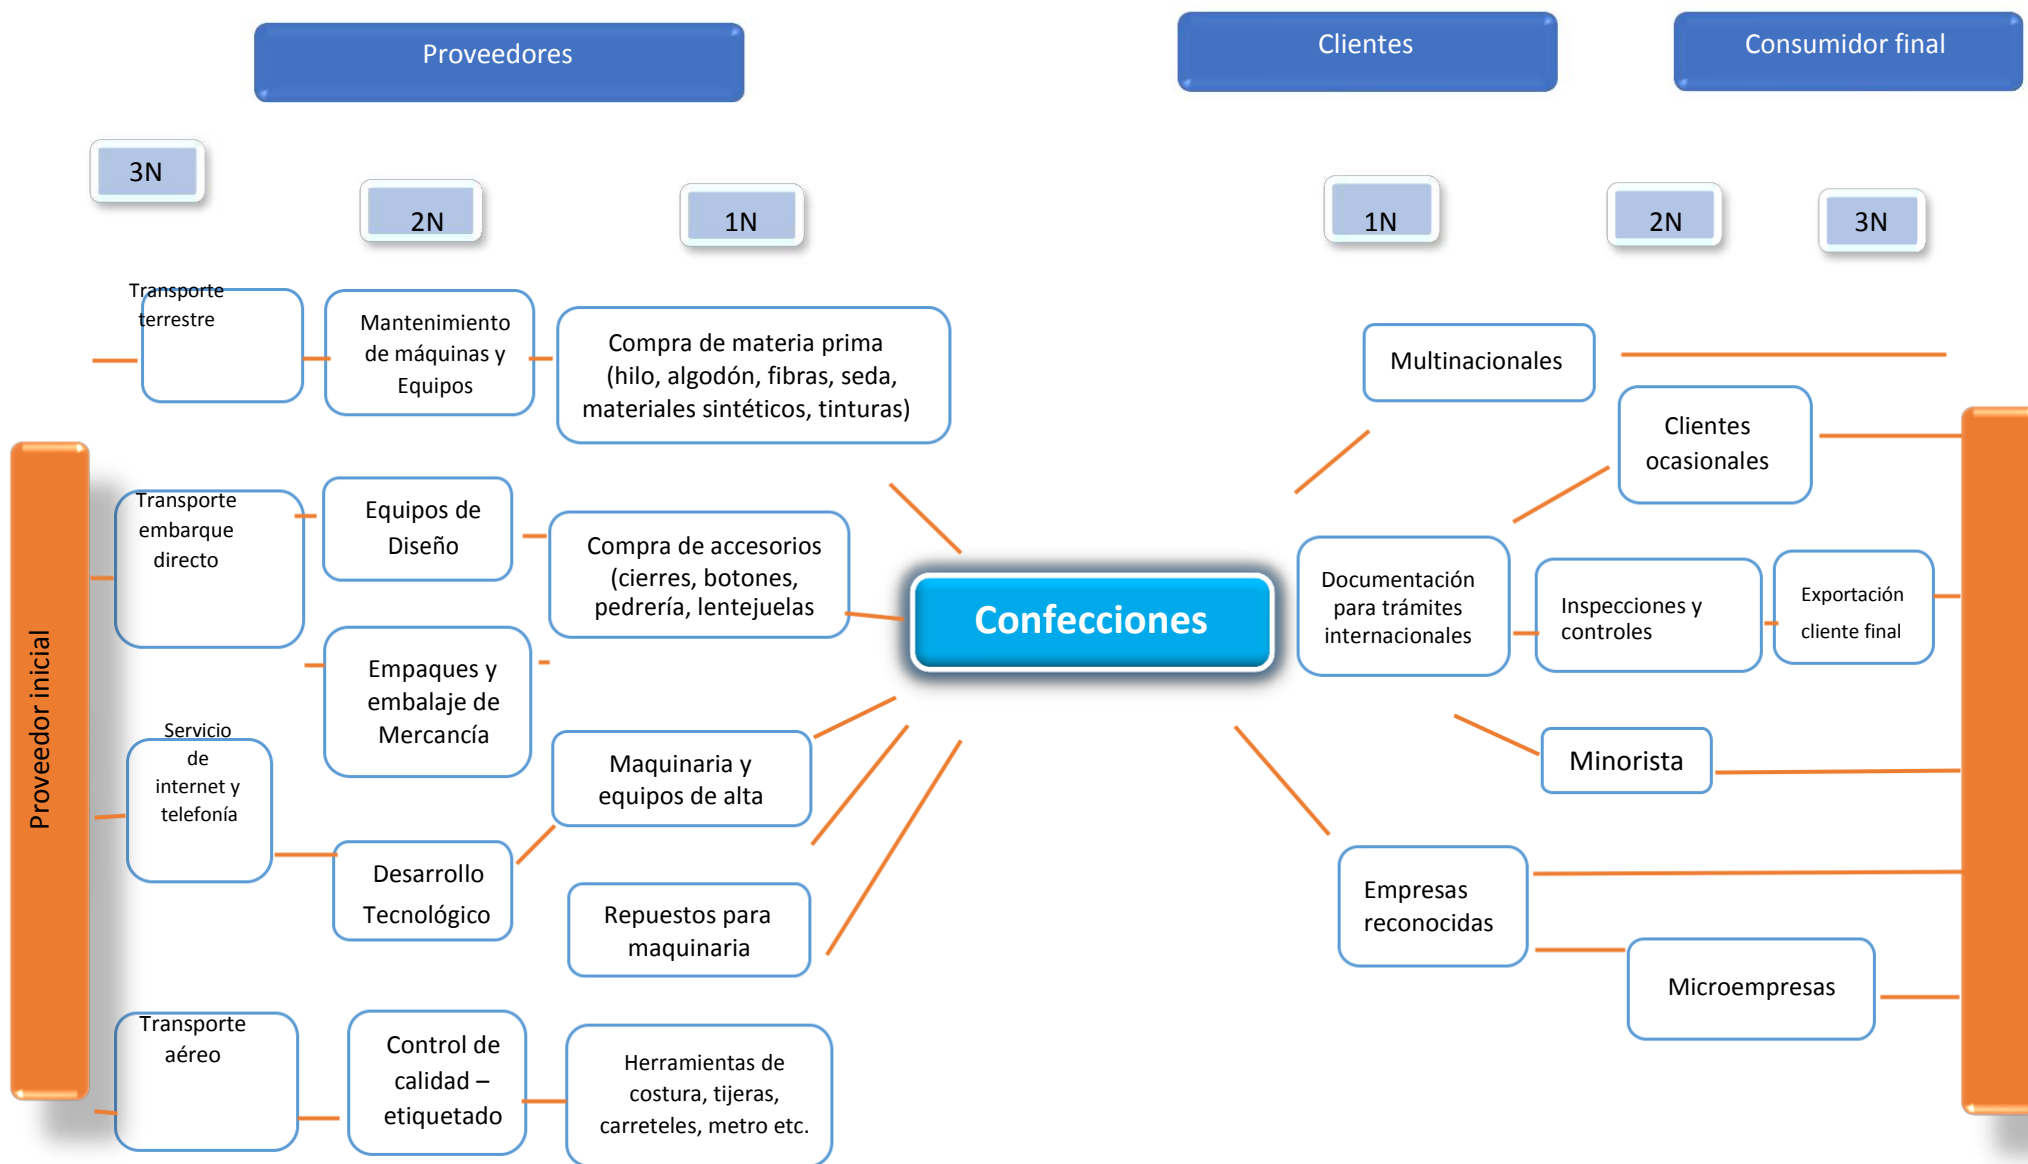 Proveedores
Clientes
Consumidor final
3N
2N
1N
1N
2N
3N
Transporte
terrestre
Mantenimiento
de máquinas y
Equipos
Compra de materia prima
(hilo, algodón, fibras, seda,
materiales sintéticos, tinturas)
Multinacionales
Clientes
ocasionales
Proveedor inicial
Transporte
embarque
directo
Equipos de
Diseño
Compra de accesorios
(cierres, botones,
pedrería, lentejuelas
Confecciones
Documentación
para trámites
internacionales
Inspecciones y
controles
Exportación
cliente final
Empaques y
embalaje de
Mercancía
Servicio
de
internet y
telefonía
Maquinaria y
equipos de alta
Minorista
Desarrollo
Tecnológico
Repuestos para
maquinaria
Empresas
reconocidas
Microempresas
Transporte
aéreo
Control de
calidad –
etiquetado
Herramientas de
costura, tijeras,
carreteles, metro etc.